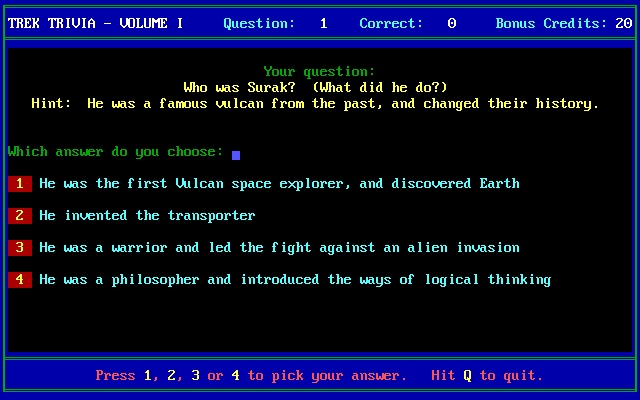 TREK TRIVIA - VOLUME I Question: 1 Correct: 0 Bonus Credits: 20
Your question:
Who was Surak? (What did he do?)
Hint: He was a famous vulcan from the past, and changed their history.
Which answer do you choose:
1 He was the first Vulcan space explorer, and discovered Earth
2 He invented the transporter
3 He was a warrior and led the fight against an alien invasion
4 He was a philosopher and introduced the ways of logical thinking
Press 1, 2, 3 or 4 to pick your answer. Hit Q to quit.